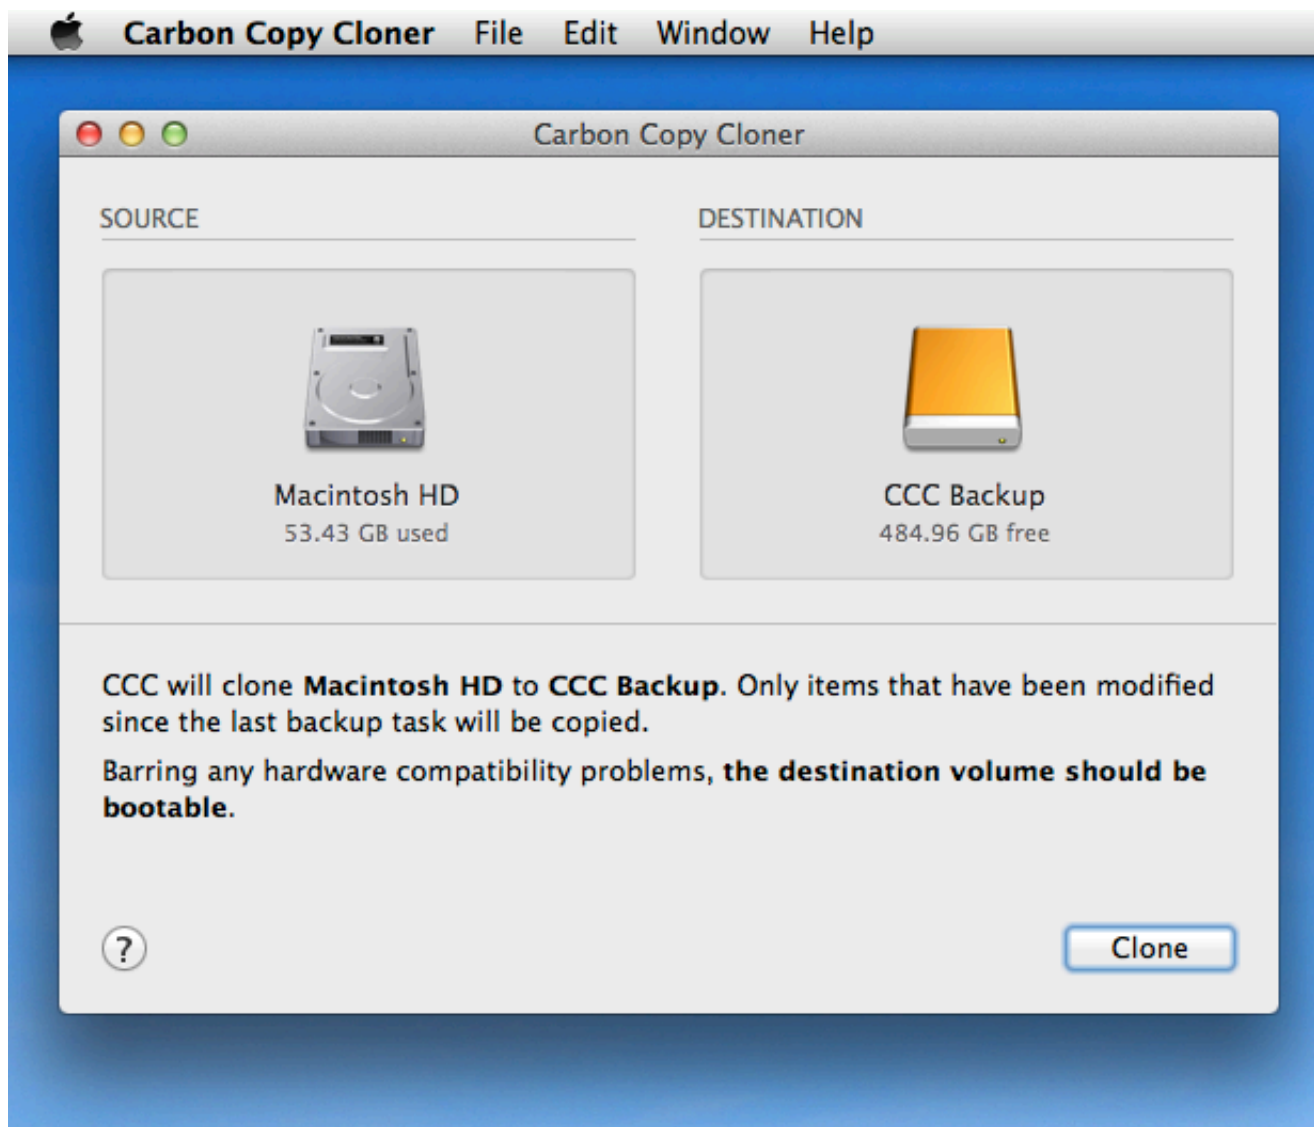 Carbon Copy Cloner File Edit Window Help
Carbon Copy Cloner
SOURCE
DESTINATION
Macintosh HD
53.43 GB used
CCC Backup
484.96 GB free
CCC will clone Macintosh HD to CCC Backup. Only items that have been modified
since the last backup task will be copied.
Barring any hardware compatibility problems, the destination volume should be
bootable.
?
Clone